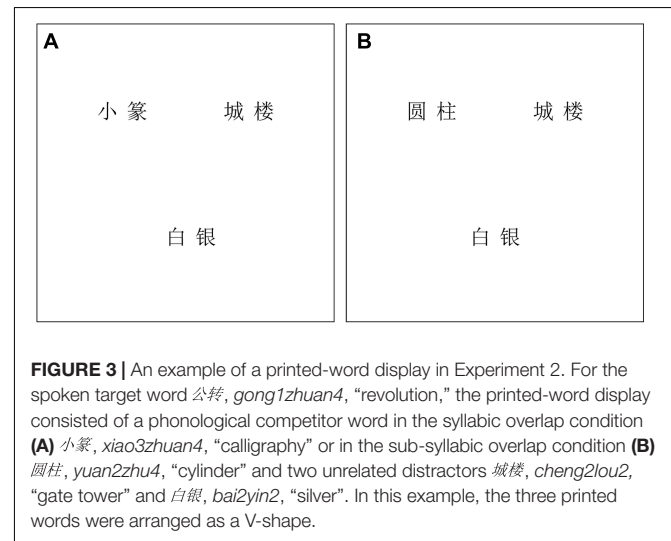 A
小 篆 城 楼
白 银
B
圆 柱 城 楼
白 银
FIGURE 3 | An example of a printed-word display in Experiment 2. For the
spoken target word 公转, gong1zhuan4, “revolution,” the printed-word display
consisted of a phonological competitor word in the syllabic overlap condition
(A) 小篆, xiao3zhuan4, “calligraphy” or in the sub-syllabic overlap condition (B)
圆柱, yuan2zhu4, “cylinder” and two unrelated distractors 城楼, cheng2lou2,
“gate tower” and 白银, bai2yin2, “silver”. In this example, the three printed
words were arranged as a V-shape.